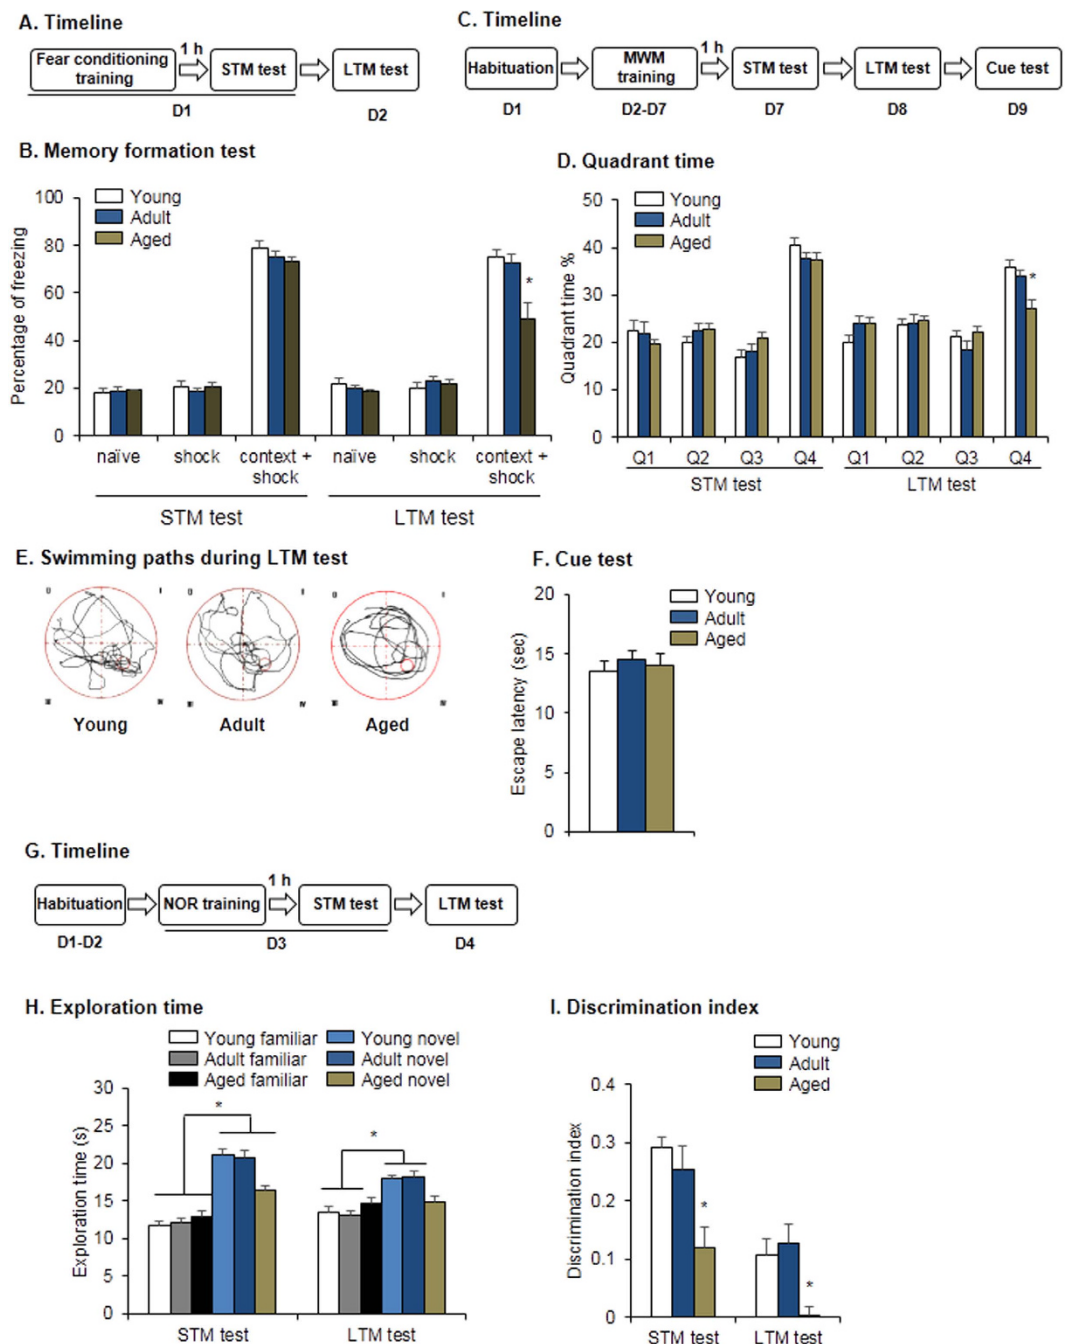 A. Timeline
Fear conditioning
training
1 h
STM test
LTM test
D1
D2
C. Timeline
Habituation
MWM
training
1 h
STM test
LTM test
Cue test
D1
D2-D7
D7
D8
D9
B. Memory formation test
Young
Adult
Aged
Percentage of freezing
100
80
60
40
20
0
*
naïve
shock
context +
shock
naïve
shock
context +
shock
STM test
LTM test
D. Quadrant time
Young
Adult
Aged
Quadrant time %
50
40
30
20
10
0
*
Q1 Q2 Q3 Q4 Q1 Q2 Q3 Q4
STM test
LTM test
E. Swimming paths during LTM test
Young
Adult
Aged
F. Cue test
Young
Adult
Aged
Escape latency (sec)
20
15
10
5
0
G. Timeline
Habituation
NOR training
1 h
STM test
LTM test
D1-D2
D3
D4
H. Exploration time
Young familiar
Adult familiar
Aged familiar
Young novel
Adult novel
Aged novel
Exploration time (s)
30
25
20
15
10
5
0
*
*
STM test
LTM test
I. Discrimination index
Young
Adult
Aged
Discrimination index
0.4
0.3
0.2
0.1
0
*
*
STM test
LTM test